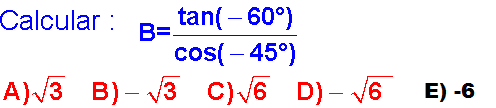 Calcular : B= tan(−60°) / cos(−45°)
A)√3 B)−√3 C)√6 D)−√6 E) -6